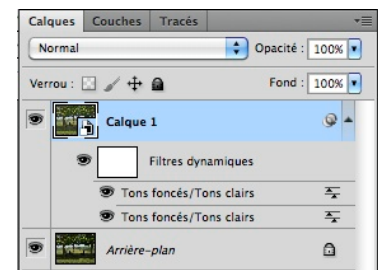 Calques Couches Tracés
Normal Opacité : 100%
Verrou : Fond : 100%
Calque 1
Filtres dynamiques
Tons foncés/Tons clairs
Tons foncés/Tons clairs
Arrière-plan